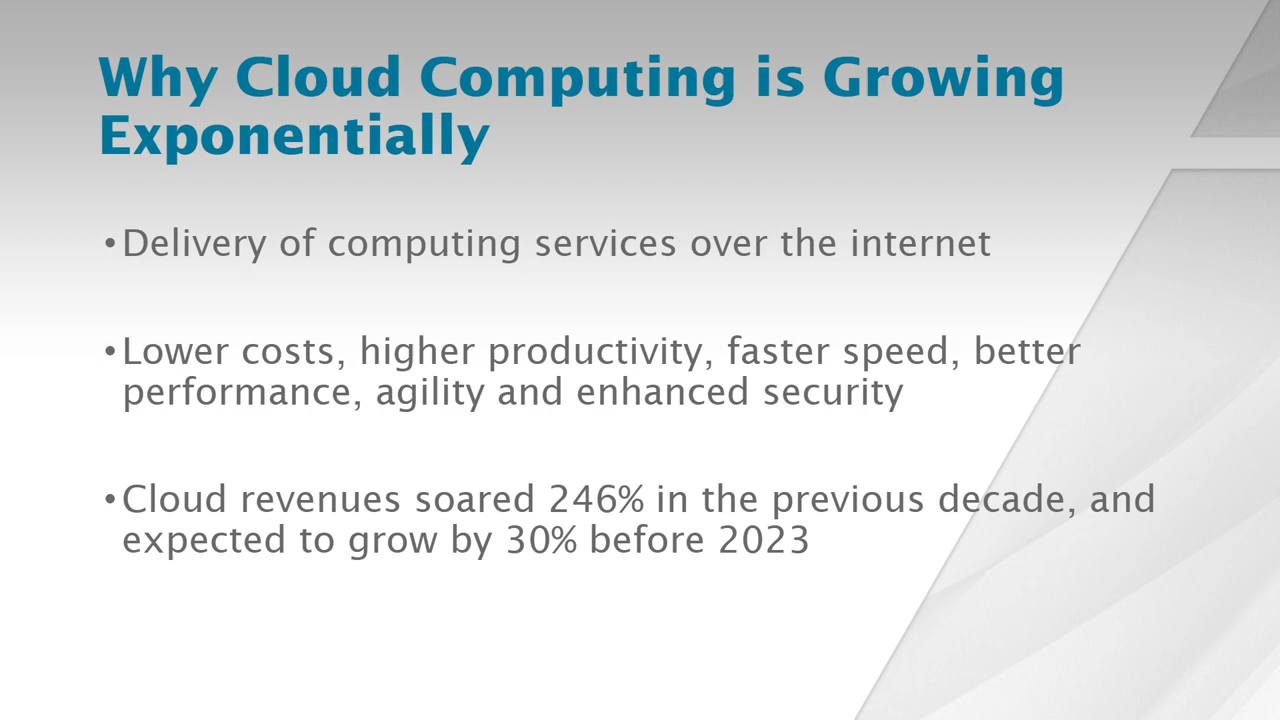 Why Cloud Computing is Growing
Exponentially
•Delivery of computing services over the internet
•Lower costs, higher productivity, faster speed, better
performance, agility and enhanced security
•Cloud revenues soared 246% in the previous decade, and
expected to grow by 30% before 2023